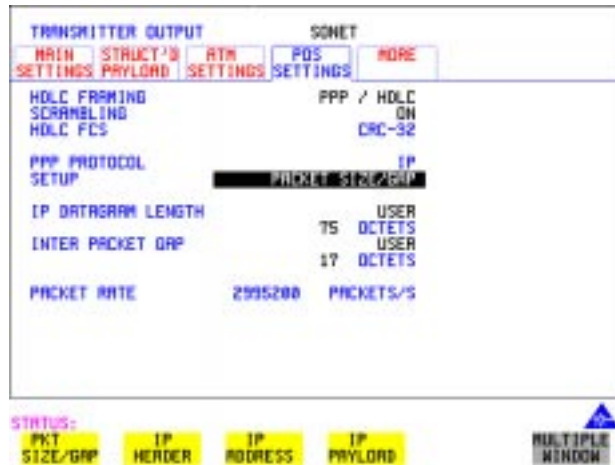 TRANSMITTER OUTPUT SONET
MAIN SETTINGS STRUCT'D PAYLOAD ATM SETTINGS POS SETTINGS MORE
HDLC FRAMING PPP / HDLC
SCRAMBLING ON
HDLC FCS CRC-32
PPP PROTOCOL IP
SETUP PACKET SIZE/GAP
IP DATAGRAM LENGTH USER
75 OCTETS
INTER PACKET GAP USER
17 OCTETS
PACKET RATE 2995200 PACKETS/S
STATUS:
PKT SIZE/GAP IP HEADER IP ADDRESS IP PAYLOAD MULTIPLE WINDOW